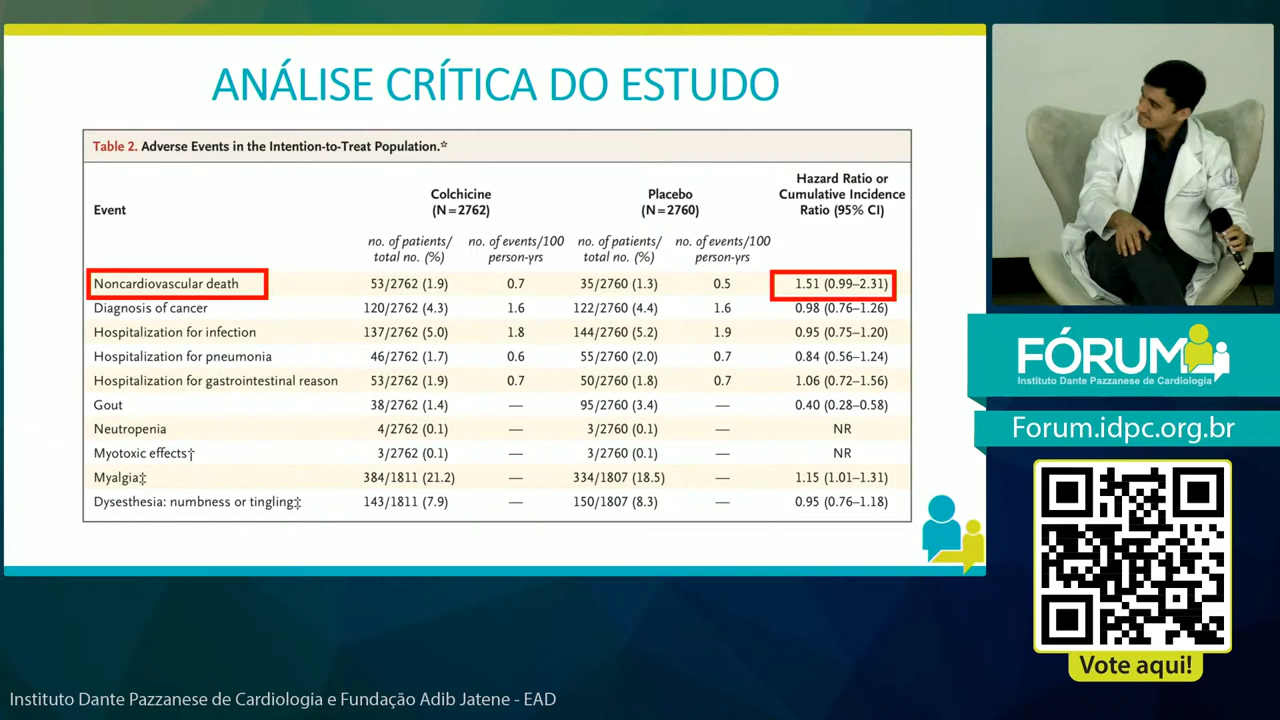 ANÁLISE CRÍTICA DO ESTUDO
Table 2. Adverse Events in the Intention-to-Treat Population.*
Event
Colchicine
(N=2762)
Placebo
(N=2760)
Hazard Ratio or
Cumulative Incidence
Ratio (95% CI)
no. of patients/
total no. (%)
no. of events/100
person-yrs
no. of patients/
total no. (%)
no. of events/100
person-yrs
Noncardiovascular death 53/2762 (1.9) 0.7 35/2760 (1.3) 0.5 1.51 (0.99–2.31)
Diagnosis of cancer 120/2762 (4.3) 1.6 122/2760 (4.4) 1.6 0.98 (0.76–1.26)
Hospitalization for infection 137/2762 (5.0) 1.8 144/2760 (5.2) 1.9 0.95 (0.75–1.20)
Hospitalization for pneumonia 46/2762 (1.7) 0.6 55/2760 (2.0) 0.7 0.84 (0.56–1.24)
Hospitalization for gastrointestinal reason 53/2762 (1.9) 0.7 50/2760 (1.8) 0.7 1.06 (0.72–1.56)
Gout 38/2762 (1.4) — 95/2760 (3.4) — 0.40 (0.28–0.58)
Neutropenia 4/2762 (0.1) — 3/2760 (0.1) — NR
Myotoxic effects† 3/2762 (0.1) — 3/2760 (0.1) — NR
Myalgia‡ 384/1811 (21.2) — 334/1807 (18.5) — 1.15 (1.01–1.31)
Dysesthesia: numbness or tingling‡ 143/1811 (7.9) — 150/1807 (8.3) — 0.95 (0.76–1.18)
FÓRUM
Instituto Dante Pazzanese de Cardiologia
Forum.idpc.org.br
Vote aqui!
Instituto Dante Pazzanese de Cardiologia e Fundação Adib Jatene - EAD